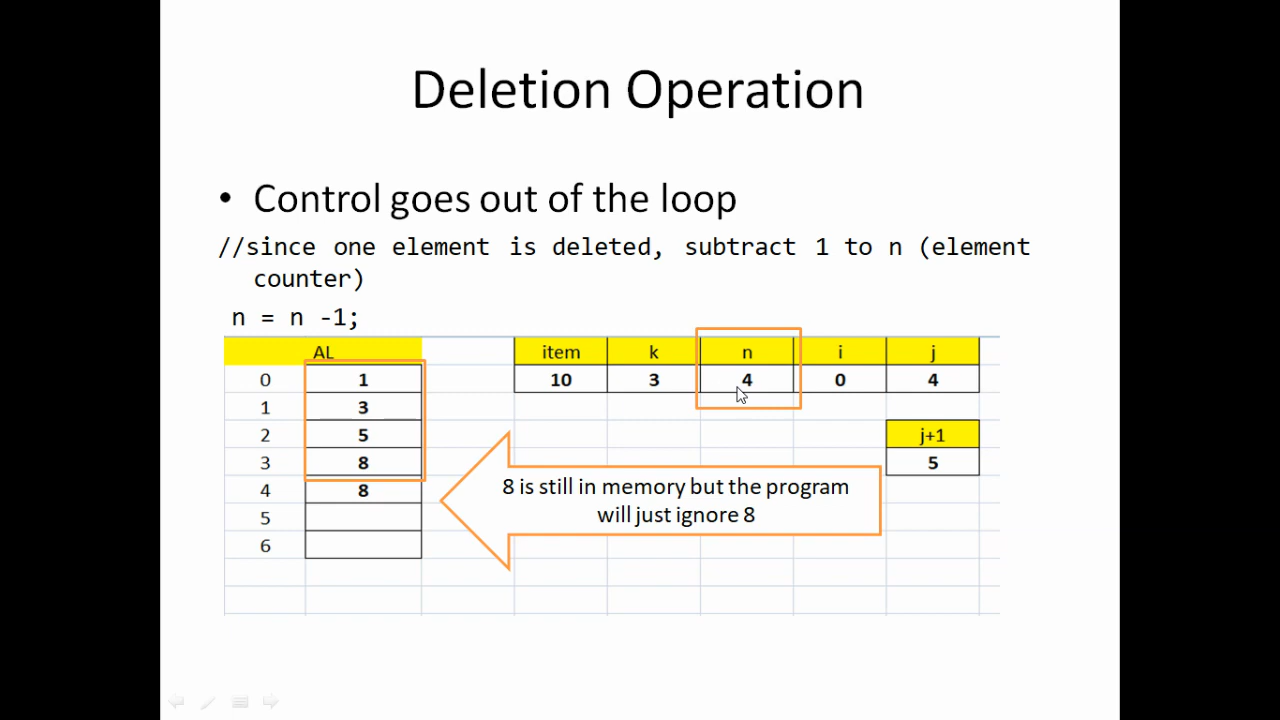 Deletion Operation
• Control goes out of the loop
//since one element is deleted, subtract 1 to n (element
counter)
n = n -1;
AL item k n i j
0 1 10 3 4 0 4
1 3
2 5 j+1
3 8 5
4 8
5
6
8 is still in memory but the program
will just ignore 8